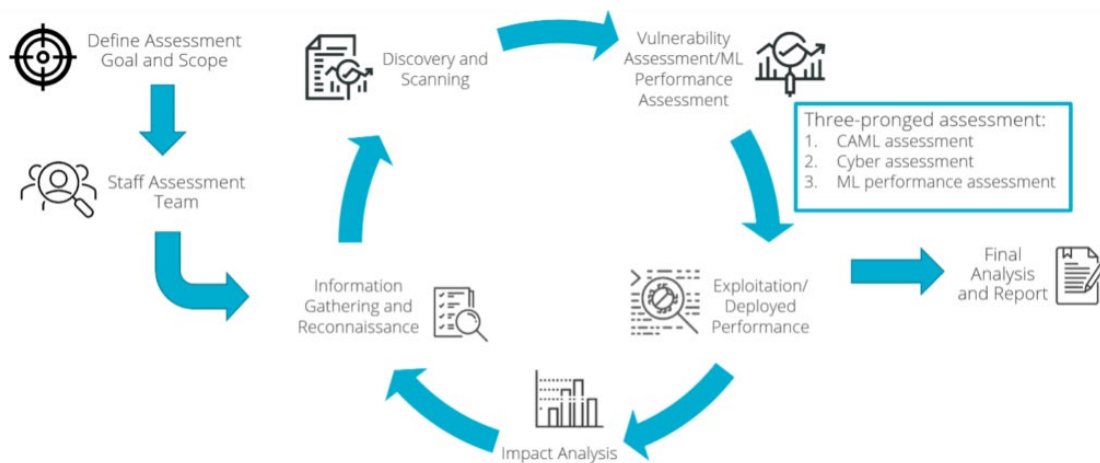 Define Assessment
Goal and Scope
Staff Assessment
Team
Information
Gathering and
Reconnaissance
Discovery and
Scanning
Vulnerability
Assessment/ML
Performance
Assessment
Three-pronged assessment:
1. CAML assessment
2. Cyber assessment
3. ML performance assessment
Exploitation/
Deployed
Performance
Final
Analysis
and Report
Impact Analysis